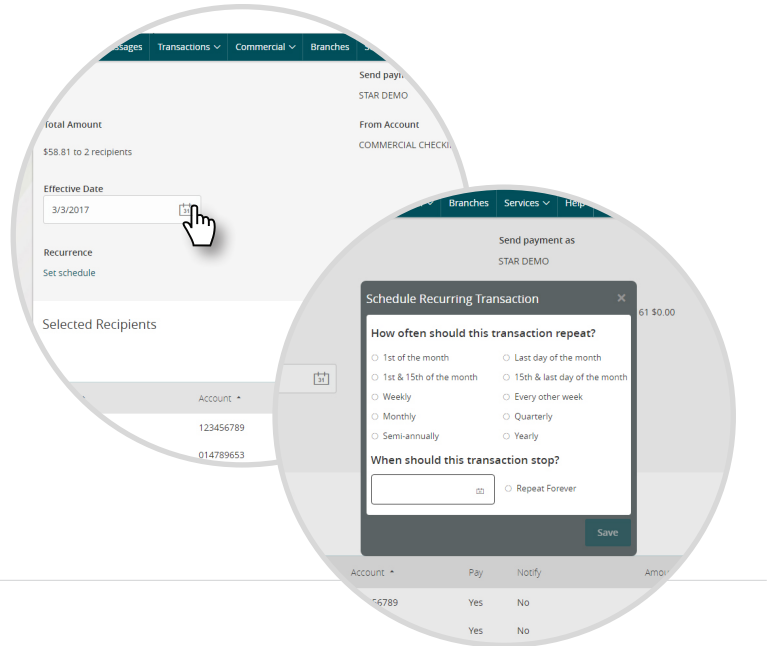 Transactions Commercial Branches
Send
STAR DEMO
Total Amount
$58.81 to 2 recipients
From Account
COMMERCIAL
Effective Date
3/3/2017
31
Recurrence
Set schedule
Selected Recipients
Account
123456789
014789653
Branches Services Help
Send payment as
STAR DEMO
61 $0.00
31
Schedule Recurring Transaction ×
How often should this transaction repeat?
1st of the month Last day of the month
1st & 15th of the month 15th & last day of the month
Weekly Every other week
Monthly Quarterly
Semi-annually Yearly
When should this transaction stop?
Repeat Forever
Save
Account Pay Notify
56789 Yes No
Yes No